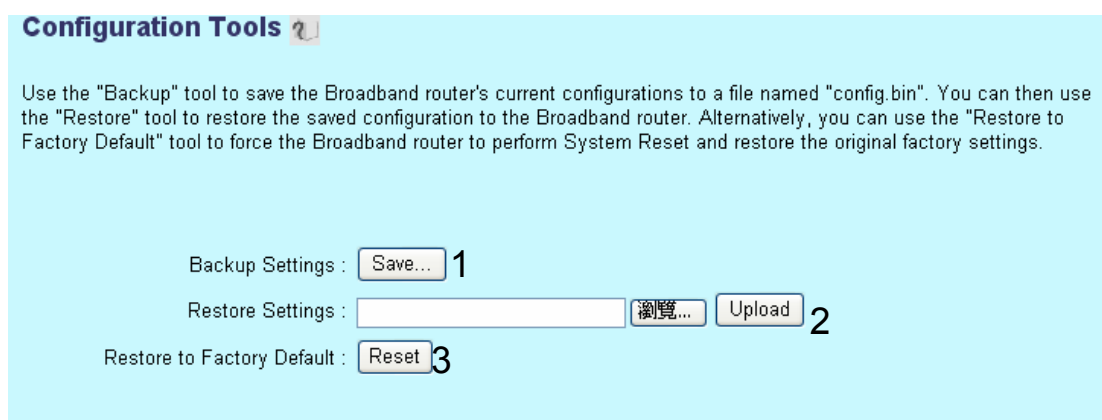 Configuration Tools
Use the "Backup" tool to save the Broadband router's current configurations to a file named "config.bin". You can then use
the "Restore" tool to restore the saved configuration to the Broadband router. Alternatively, you can use the "Restore to
Factory Default" tool to force the Broadband router to perform System Reset and restore the original factory settings.
Backup Settings : Save... 1
Restore Settings : 瀏覽... Upload 2
Restore to Factory Default : Reset 3